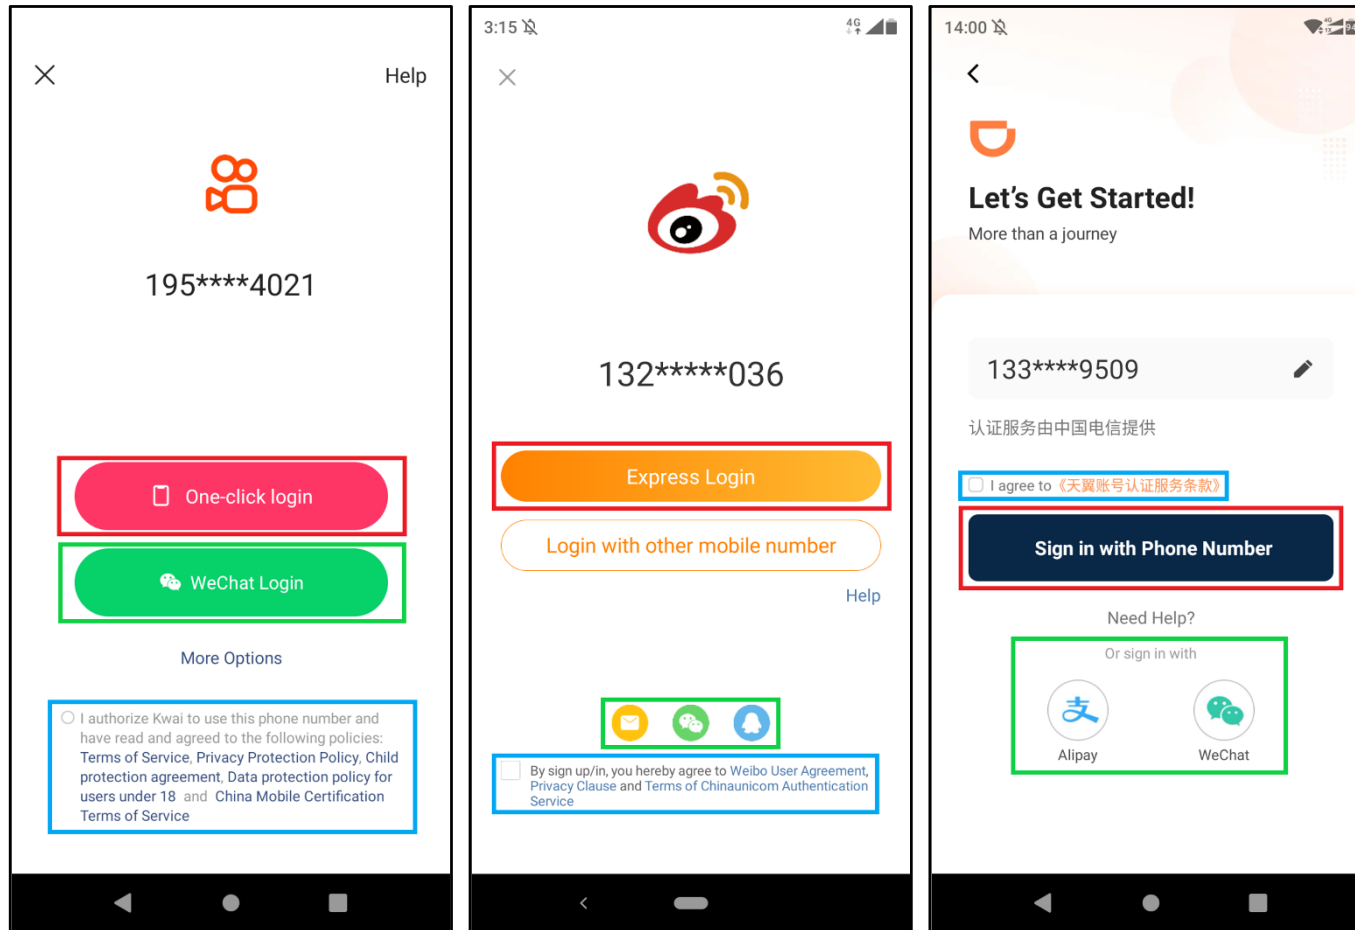 Help
195****4021
One-click login
WeChat Login
More Options
I authorize Kwai to use this phone number and
have read and agreed to the following policies:
Terms of Service, Privacy Protection Policy, Child
protection agreement, Data protection policy for
users under 18 and China Mobile Certification
Terms of Service
3:15
4G
132*****036
Express Login
Login with other mobile number
Help
By sign up/in, you hereby agree to Weibo User Agreement,
Privacy Clause and Terms of Chinaunicom Authentication
Service
14:00
4G
Let's Get Started!
More than a journey
133****9509
认证服务由中国电信提供
I agree to《天翼账号认证服务条款》
Sign in with Phone Number
Need Help?
Or sign in with
支
Alipay
WeChat